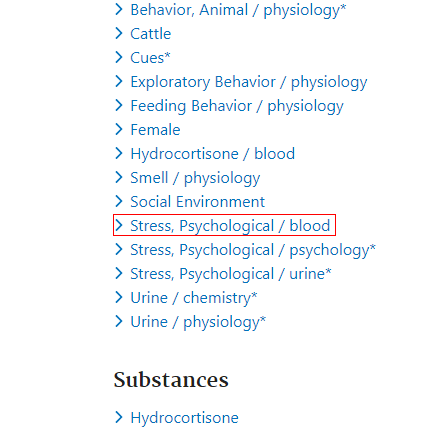 Behavior, Animal / physiology*
Cattle
Cues*
Exploratory Behavior / physiology
Feeding Behavior / physiology
Female
Hydrocortisone / blood
Smell / physiology
Social Environment
Stress, Psychological / blood
Stress, Psychological / psychology*
Stress, Psychological / urine*
Urine / chemistry*
Urine / physiology*
Substances
Hydrocortisone